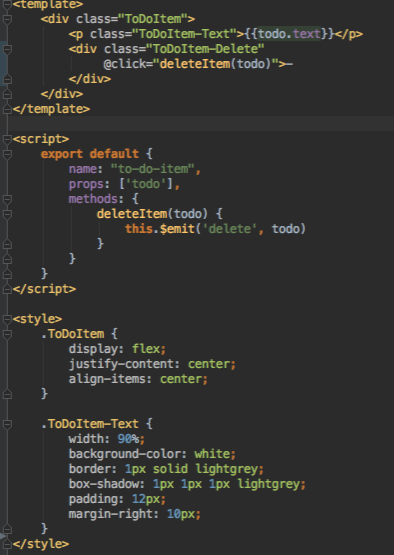 <template>
    <div class="ToDoItem">
        <p class="ToDoItem-Text">{{todo.text}}</p>
        <div class="ToDoItem-Delete"
             @click="deleteItem(todo)">-
        </div>
    </div>
</template>

<script>
    export default {
        name: "to-do-item",
        props: ['todo'],
        methods: {
            deleteItem(todo) {
                this.$emit('delete', todo)
            }
        }
    }
</script>

<style>
    .ToDoItem {
        display: flex;
        justify-content: center;
        align-items: center;
    }

    .ToDoItem-Text {
        width: 90%;
        background-color: white;
        border: 1px solid lightgrey;
        box-shadow: 1px 1px 1px lightgrey;
        padding: 12px;
        margin-right: 10px;
    }
</style>